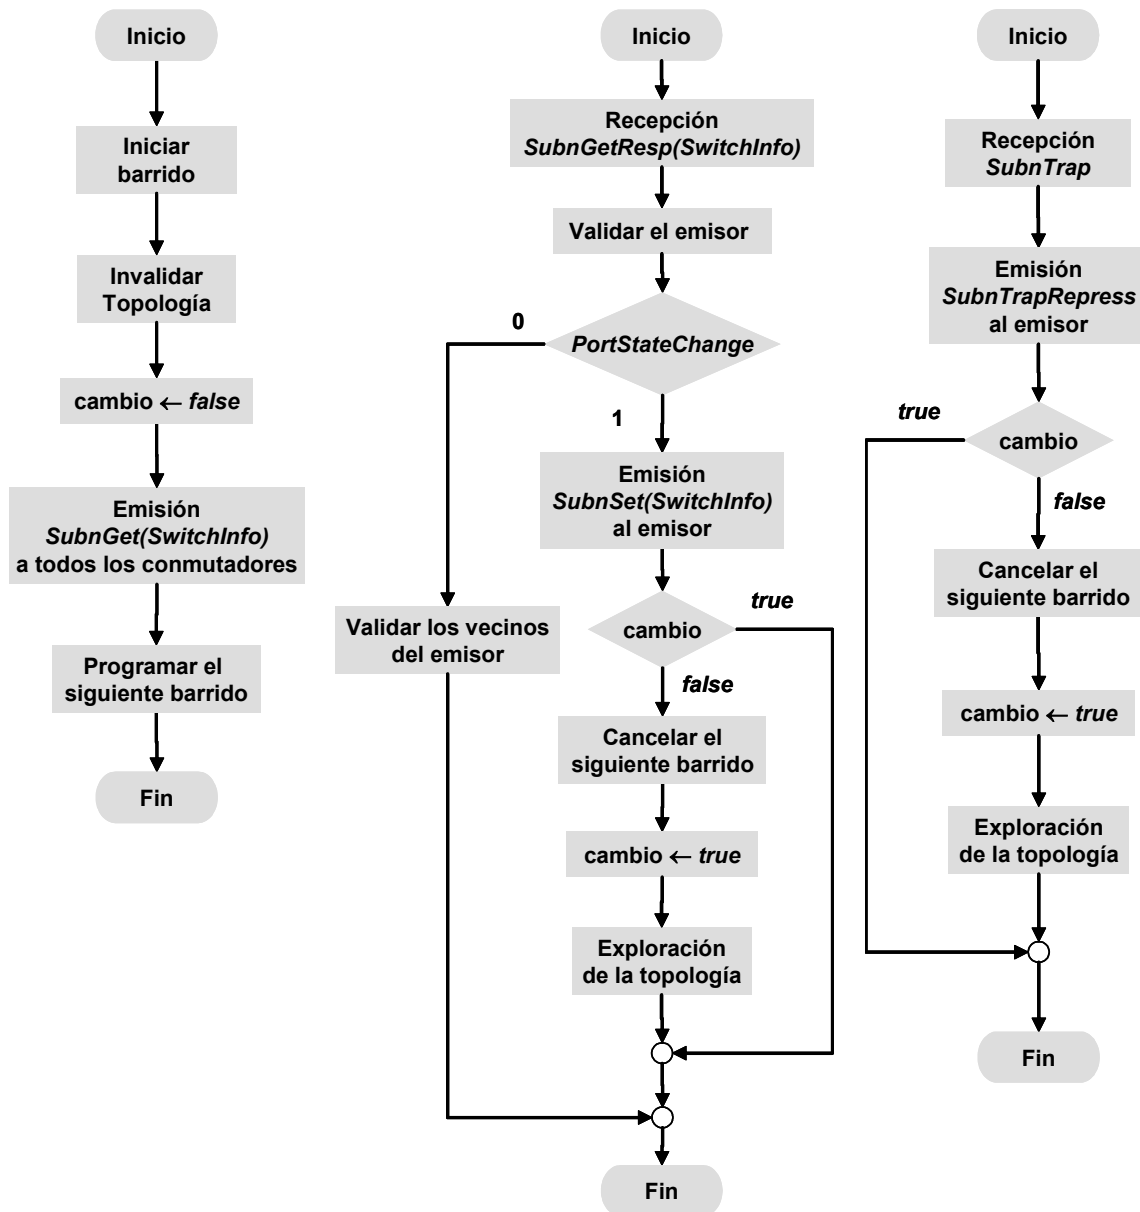 Inicio
Iniciar
barrido
Invalidar
Topología
cambio ← false
Emisión
SubnGet(SwitchInfo)
a todos los conmutadores
Programar el
siguiente barrido
Fin
Inicio
Recepción
SubnGetResp(SwitchInfo)
Validar el emisor
PortStateChange
0
1
Validar los vecinos
del emisor
Emisión
SubnSet(SwitchInfo)
al emisor
cambio
true
false
Cancelar el
siguiente barrido
cambio ← true
Exploración
de la topología
Fin
Inicio
Recepción
SubnTrap
Emisión
SubnTrapRepress
al emisor
cambio
true
false
Cancelar el
siguiente barrido
cambio ← true
Exploración
de la topología
Fin